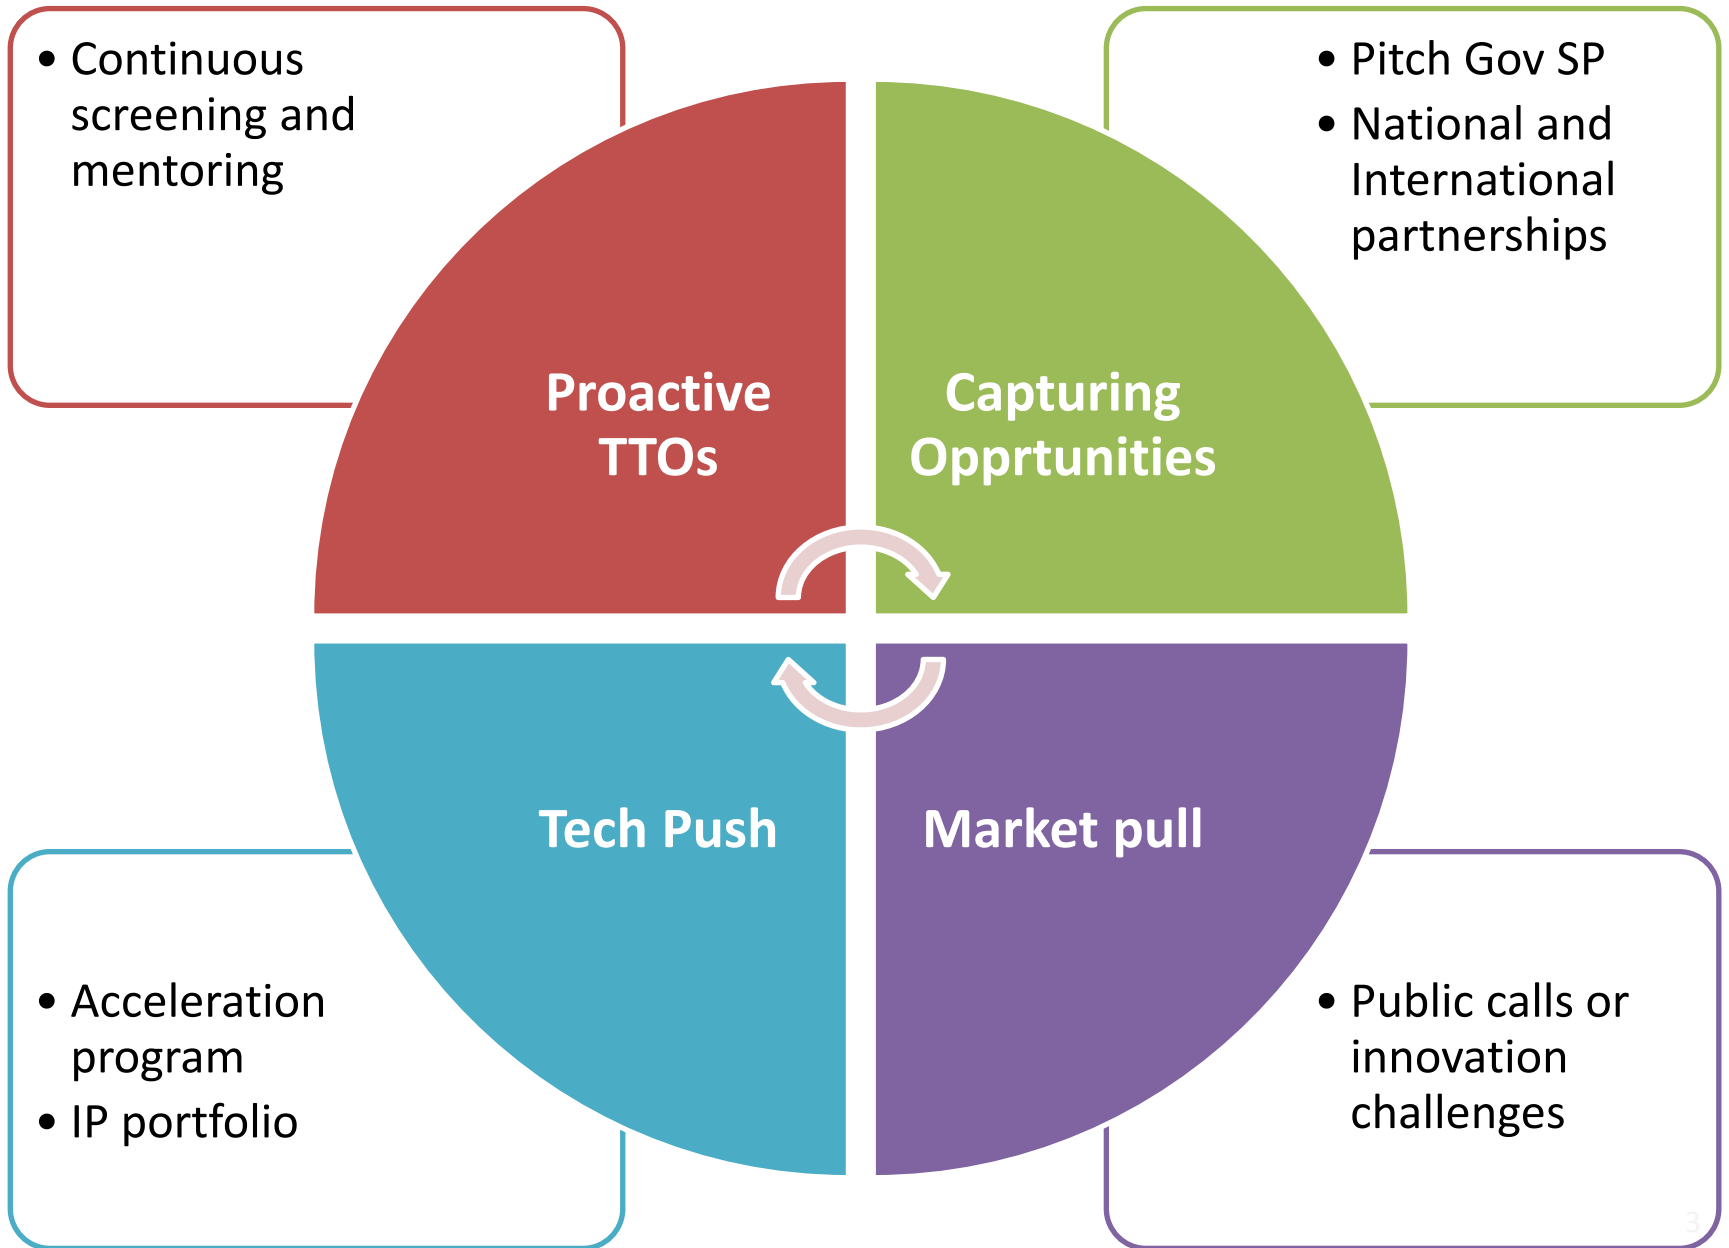 • Continuous
screening and
mentoring
• Pitch Gov SP
• National and
International
partnerships
Proactive
TTOs
Capturing
Opprtunities
Tech Push
Market pull
• Acceleration
program
• IP portfolio
• Public calls or
innovation
challenges
3